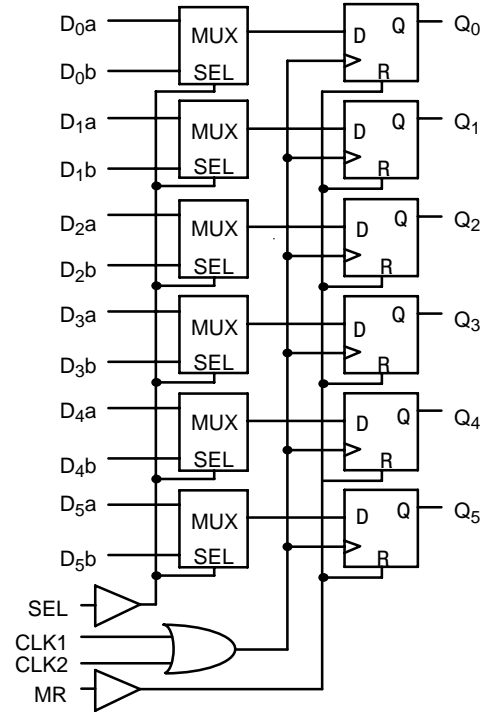 D0a MUX D Q Q0
D0b SEL R
D1a MUX D Q Q1
D1b SEL R
D2a MUX D Q Q2
D2b SEL R
D3a MUX D Q Q3
D3b SEL R
D4a MUX D Q Q4
D4b SEL R
D5a MUX D Q Q5
D5b SEL R
SEL
CLK1
CLK2
MR